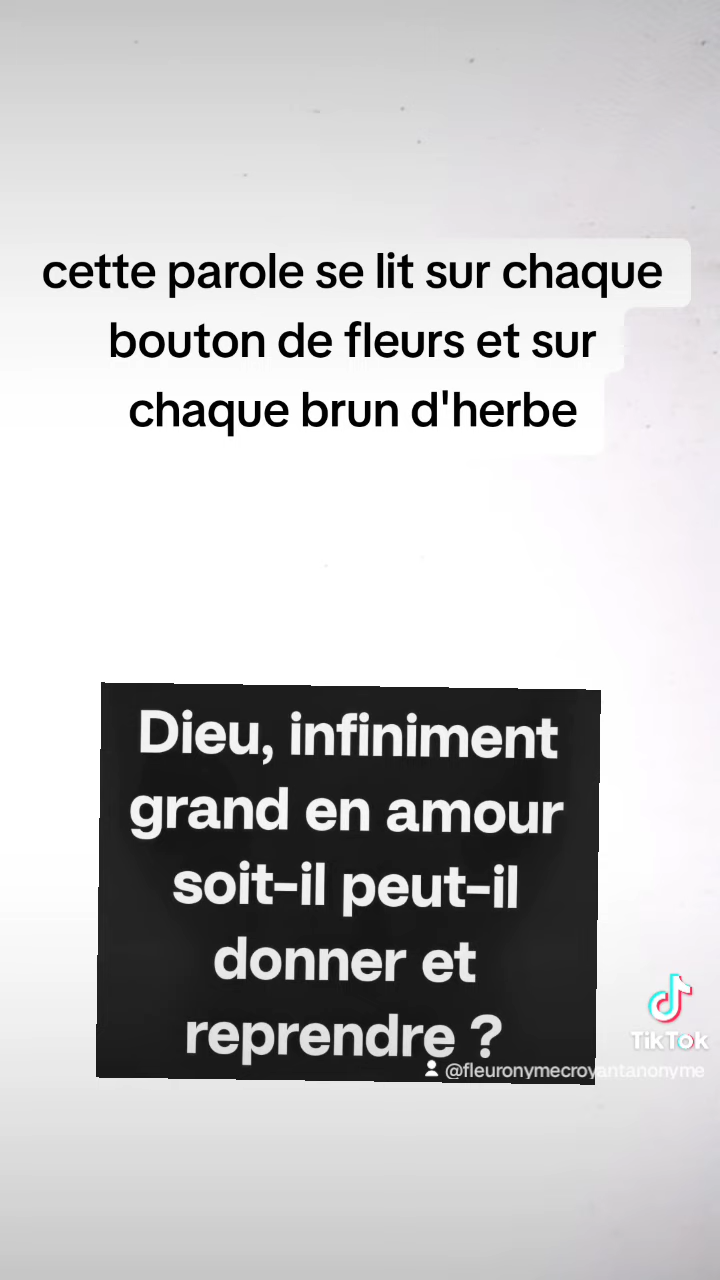 cette parole se lit sur chaque
bouton de fleurs et sur
chaque brun d'herbe
Dieu, infiniment
grand en amour
soit-il peut-il
donner et
reprendre ?
TikTok
@fleuronymecroyantanonyme